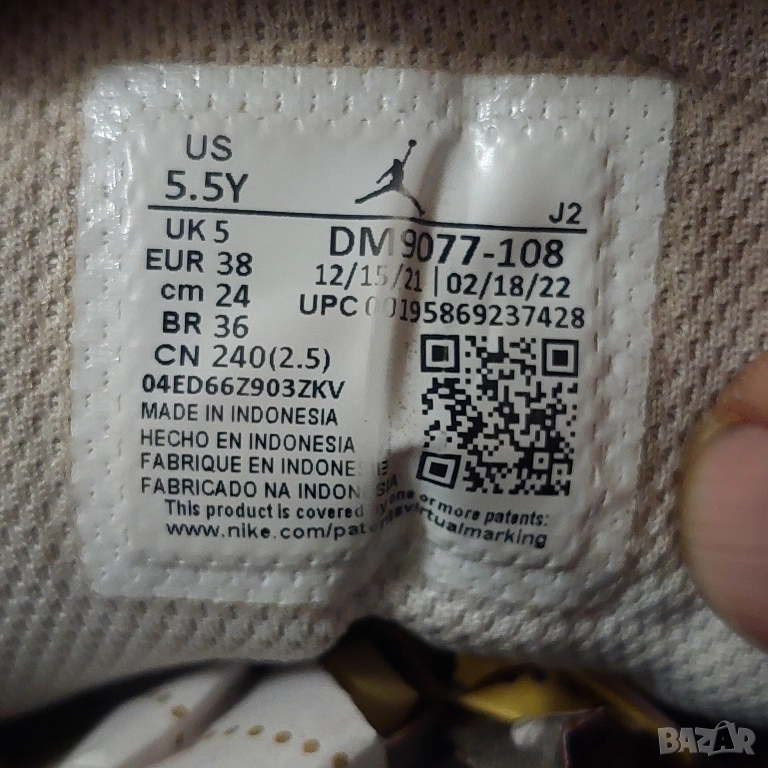 US
5.5Y
J2
UK 5
EUR 38
cm 24
BR 36
CN 240(2.5)
DM9077-108
12/15/21 | 02/18/22
UPC 00195869237428
04ED66Z903ZKV
MADE IN INDONESIA
HECHO EN INDONESIA
FABRIQUE EN INDONESIE
FABRICADO NA INDONESIA
This product is covered by one or more patents:
www.nike.com/patentsvirtualmarking
BAZAR